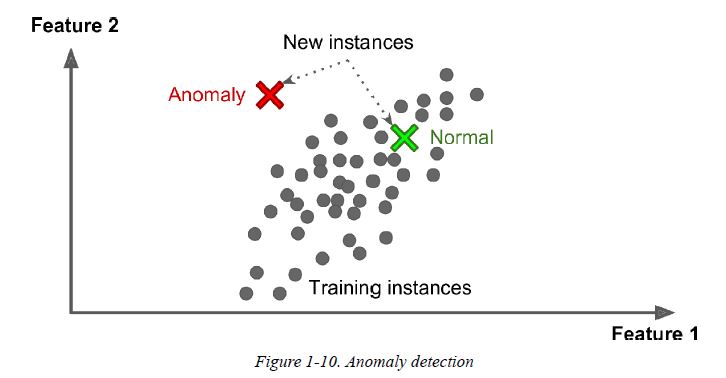 Feature 2
New instances
Anomaly
Normal
Training instances
Feature 1
Figure 1-10. Anomaly detection